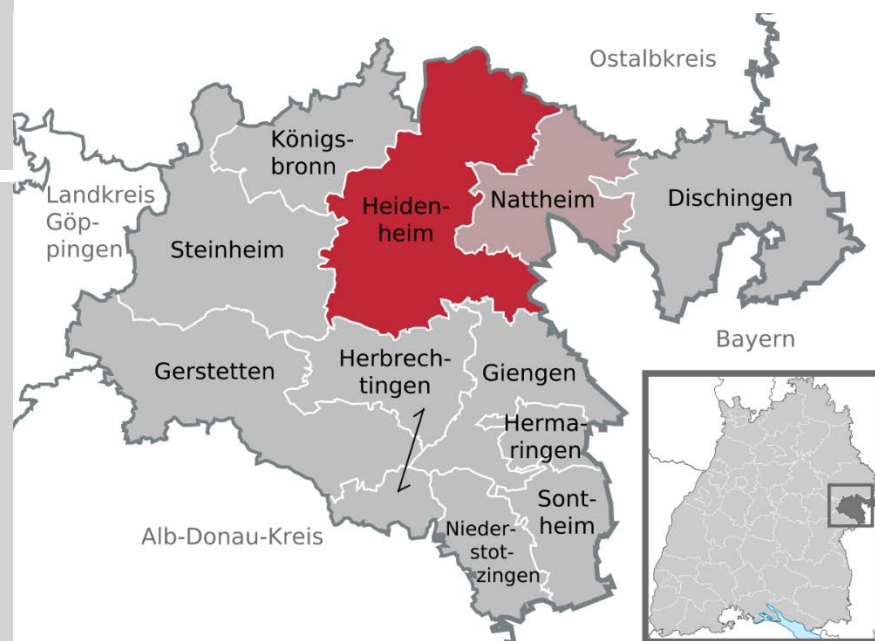 Ostalbkreis
Königs-
bronn
Landkreis
Göp-
pingen
Heiden-
heim
Nattheim
Dischingen
Steinheim
Bayern
Gerstetten
Herbrech-
tingen
Giengen
Herma-
ringen
Sont-
heim
Alb-Donau-Kreis
Nieder-
stot-
zingen